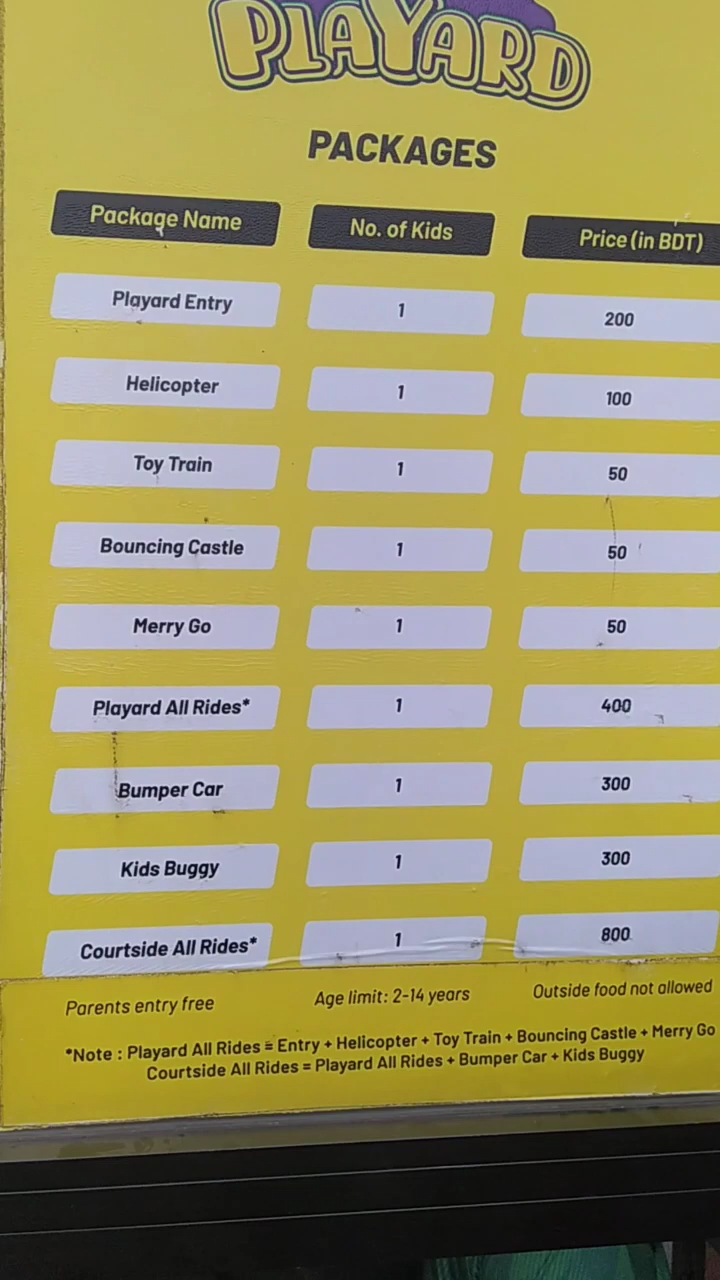 PLAYARD
PACKAGES
Package Name No. of Kids Price (in BDT)
Playard Entry 1 200
Helicopter 1 100
Toy Train 1 50
Bouncing Castle 1 50
Merry Go 1 50
Playard All Rides* 1 400
Bumper Car 1 300
Kids Buggy 1 300
Courtside All Rides* 1 800
Parents entry free Age limit: 2-14 years Outside food not allowed
*Note : Playard All Rides = Entry + Helicopter + Toy Train + Bouncing Castle + Merry Go
Courtside All Rides = Playard All Rides + Bumper Car + Kids Buggy